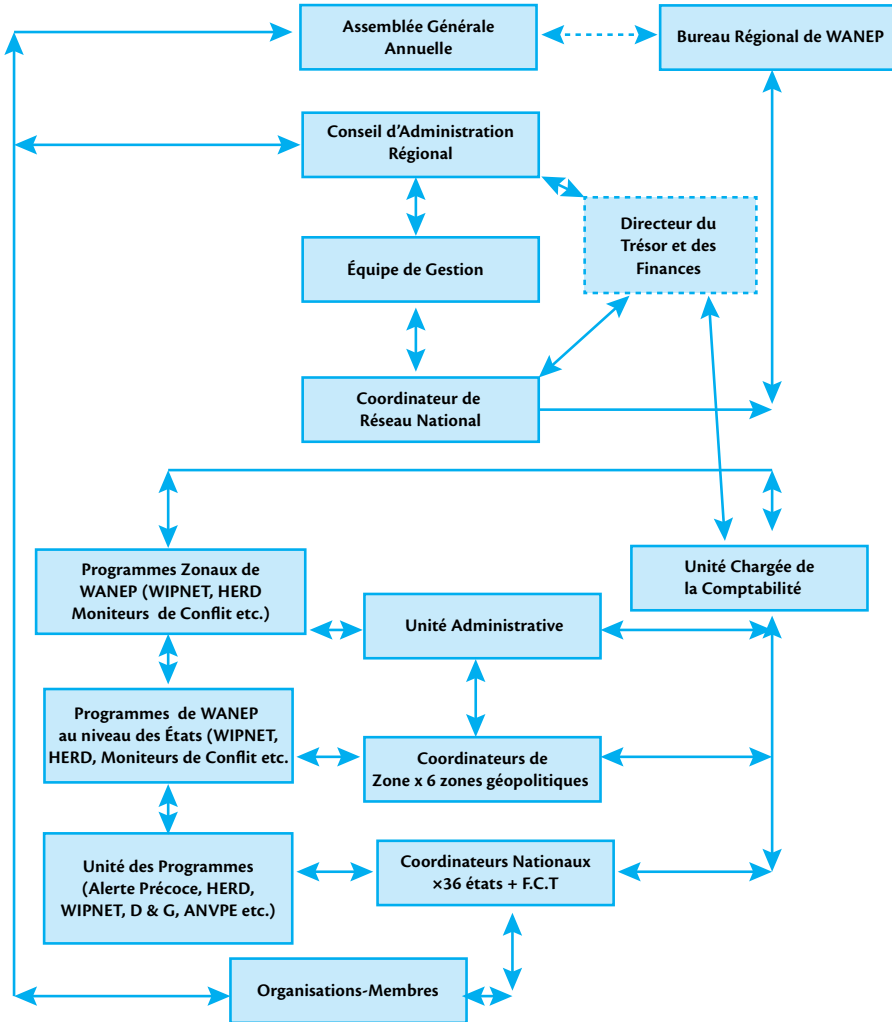 Assemblée Générale
Annuelle
Bureau Régional de WANEP
Conseil d'Administration
Régional
Directeur du
Trésor et des
Finances
Équipe de Gestion
Coordinateur de
Réseau National
Programmes Zonaux de
WANEP (WIPNET, HERD
Moniteurs de Conflit etc.)
Unité Chargée de
la Comptabilité
Unité Administrative
Programmes de WANEP
au niveau des États (WIPNET,
HERD, Moniteurs de Conflit etc.
Coordinateurs de
Zone x 6 zones géopolitiques
Unité des Programmes
(Alerte Précoce, HERD,
WIPNET, D & G, ANVPE etc.)
Coordinateurs Nationaux
×36 états + F.C.T
Organisations-Membres